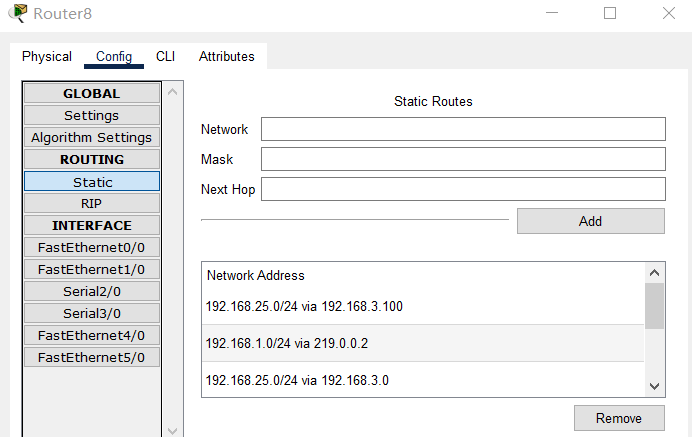 Router8
Physical Config CLI Attributes
GLOBAL
Settings
Algorithm Settings
ROUTING
Static
RIP
INTERFACE
FastEthernet0/0
FastEthernet1/0
Serial2/0
Serial3/0
FastEthernet4/0
FastEthernet5/0
Static Routes
Network
Mask
Next Hop
Add
Network Address
192.168.25.0/24 via 192.168.3.100
192.168.1.0/24 via 219.0.0.2
192.168.25.0/24 via 192.168.3.0
Remove